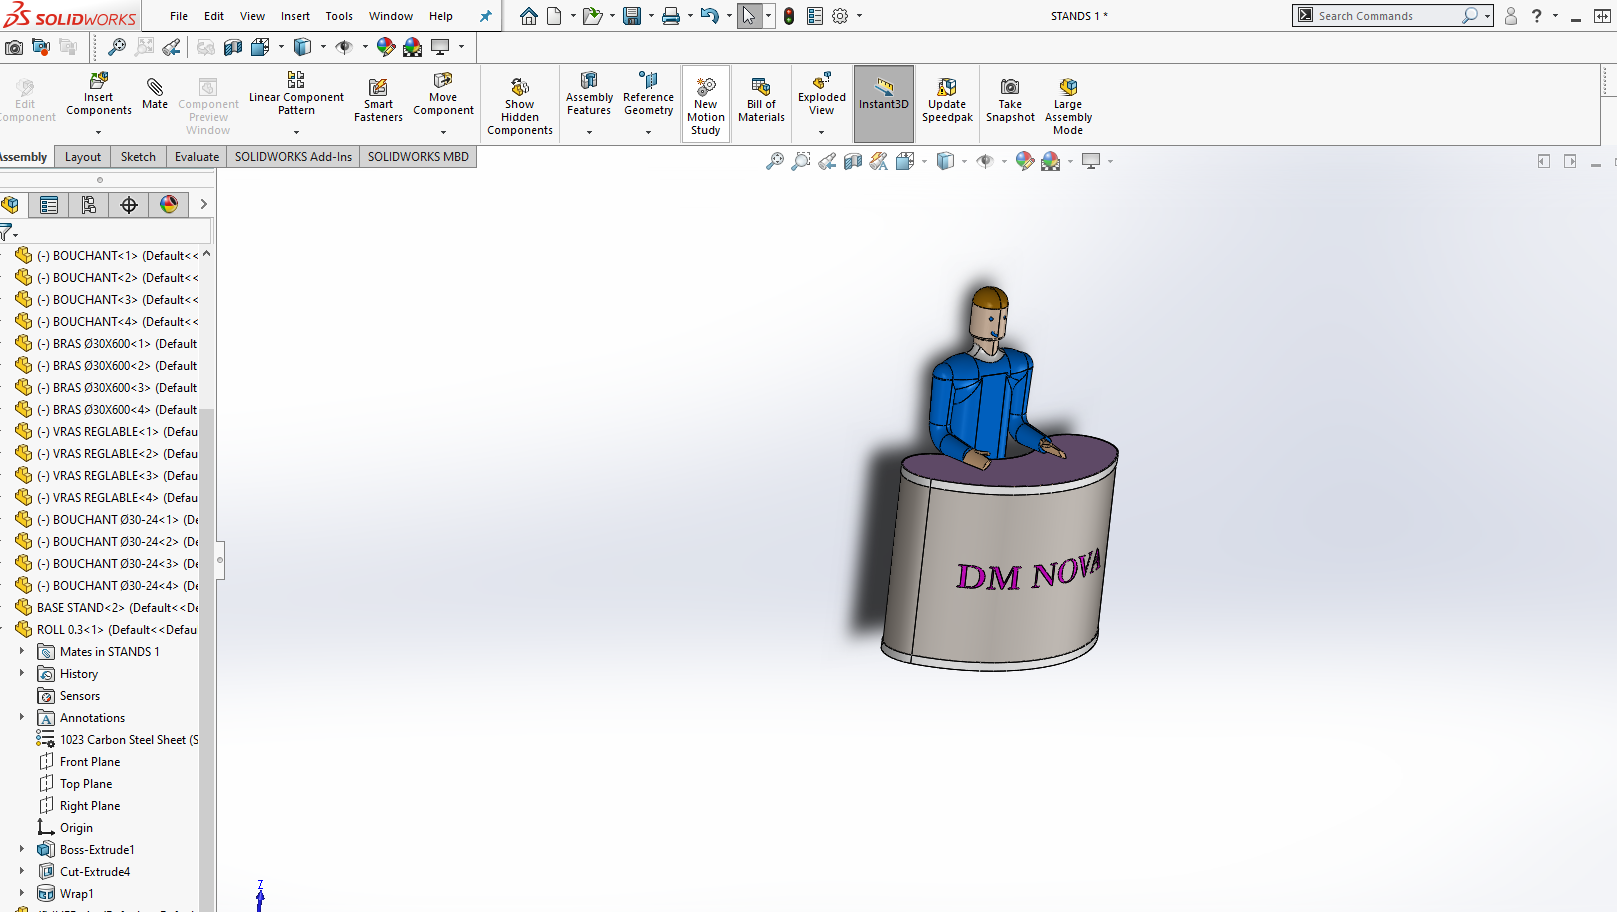 SOLIDWORKS File Edit View Insert Tools Window Help STANDS 1 * Search Commands ?
Edit Component
Insert Components
Mate
Component Preview Window
Linear Component Pattern
Smart Fasteners
Move Component
Show Hidden Components
Assembly Features
Reference Geometry
New Motion Study
Bill of Materials
Exploded View
Instant3D
Update Speedpak
Take Snapshot
Large Assembly Mode
Assembly Layout Sketch Evaluate SOLIDWORKS Add-Ins SOLIDWORKS MBD
(-) BOUCHANT<1> (Default<<
(-) BOUCHANT<2> (Default<<
(-) BOUCHANT<3> (Default<<
(-) BOUCHANT<4> (Default<<
(-) BRAS Ø30X600<1> (Default
(-) BRAS Ø30X600<2> (Default
(-) BRAS Ø30X600<3> (Default
(-) BRAS Ø30X600<4> (Default
(-) VRAS REGLABLE<1> (Defau
(-) VRAS REGLABLE<2> (Defau
(-) VRAS REGLABLE<3> (Defau
(-) VRAS REGLABLE<4> (Defau
(-) BOUCHANT Ø30-24<1> (De
(-) BOUCHANT Ø30-24<2> (De
(-) BOUCHANT Ø30-24<3> (De
(-) BOUCHANT Ø30-24<4> (De
BASE STAND<2> (Default<<De
ROLL 0.3<1> (Default<<Defau
Mates in STANDS 1
History
Sensors
Annotations
1023 Carbon Steel Sheet (S
Front Plane
Top Plane
Right Plane
Origin
Boss-Extrude1
Cut-Extrude4
Wrap1
DM NOVA
Z